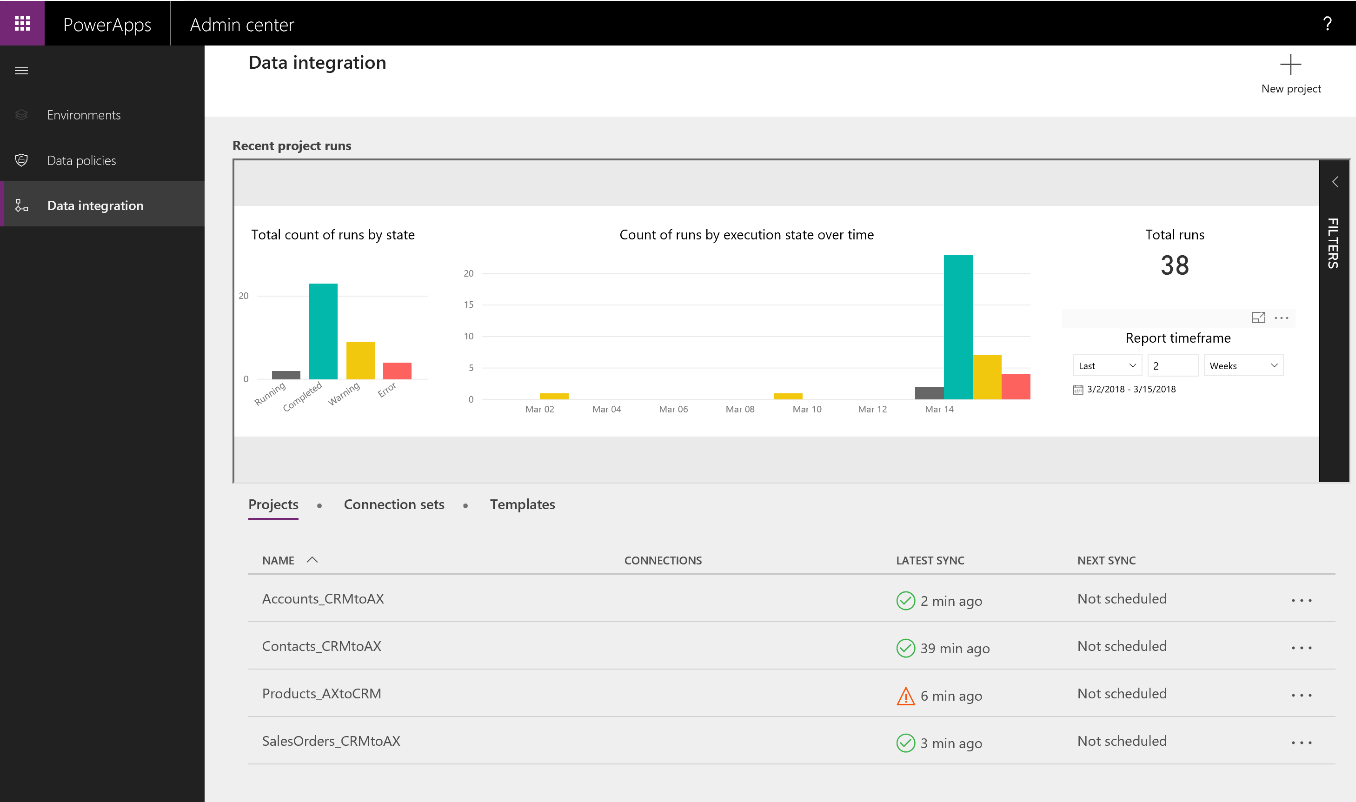 PowerApps Admin center ?
Data integration
New project
Environments
Data policies
Data integration
Recent project runs
FILTERS
Total count of runs by state
20
0
Running
Completed
Warning
Error
Count of runs by execution state over time
20
15
10
5
0
Mar 02 Mar 04 Mar 06 Mar 08 Mar 10 Mar 12 Mar 14
Total runs
38
Report timeframe
Last 2 Weeks
3/2/2018 - 3/15/2018
Projects • Connection sets • Templates
NAME CONNECTIONS LATEST SYNC NEXT SYNC
Accounts_CRMtoAX 2 min ago Not scheduled
Contacts_CRMtoAX 39 min ago Not scheduled
Products_AXtoCRM 6 min ago Not scheduled
SalesOrders_CRMtoAX 3 min ago Not scheduled